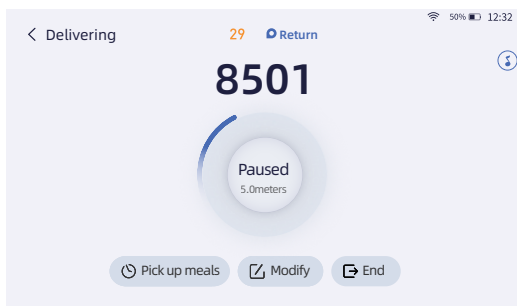 50% 12:32
Delivering 29 Return
8501
Paused
5.0meters
Pick up meals Modify End